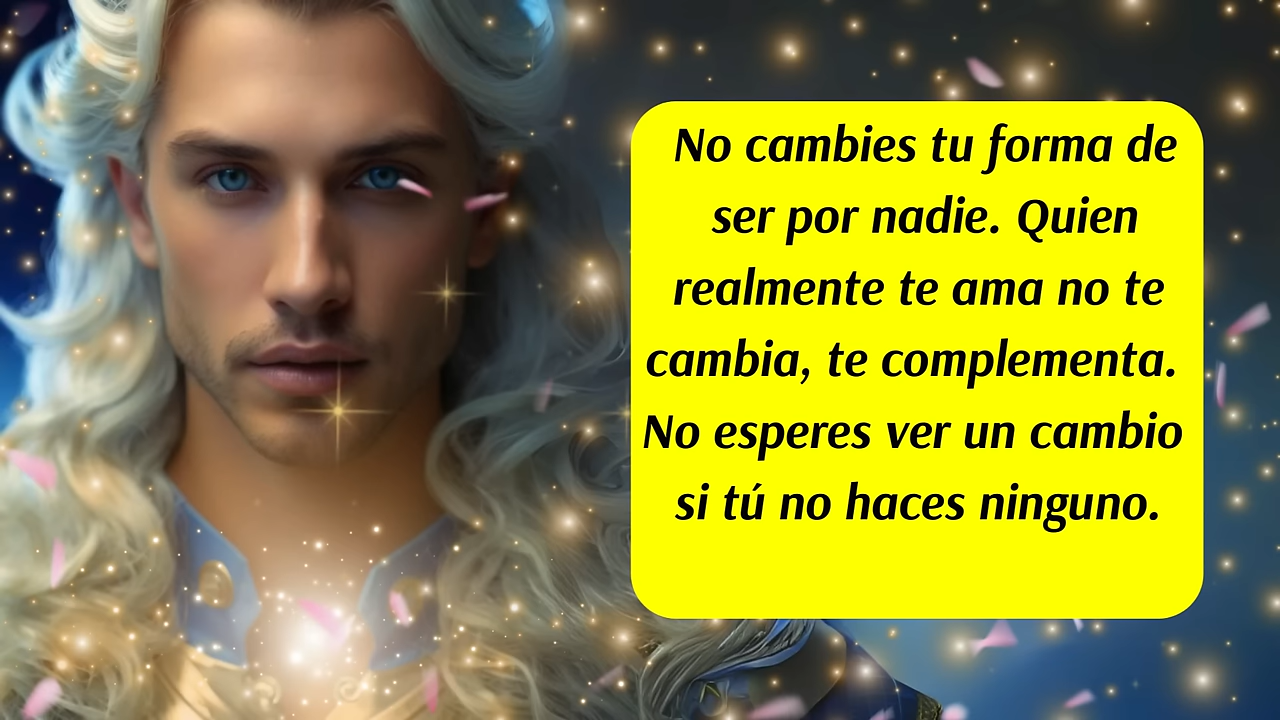 No cambies tu forma de
ser por nadie. Quien
realmente te ama no te
cambia, te complementa.
No esperes ver un cambio
si tú no haces ninguno.